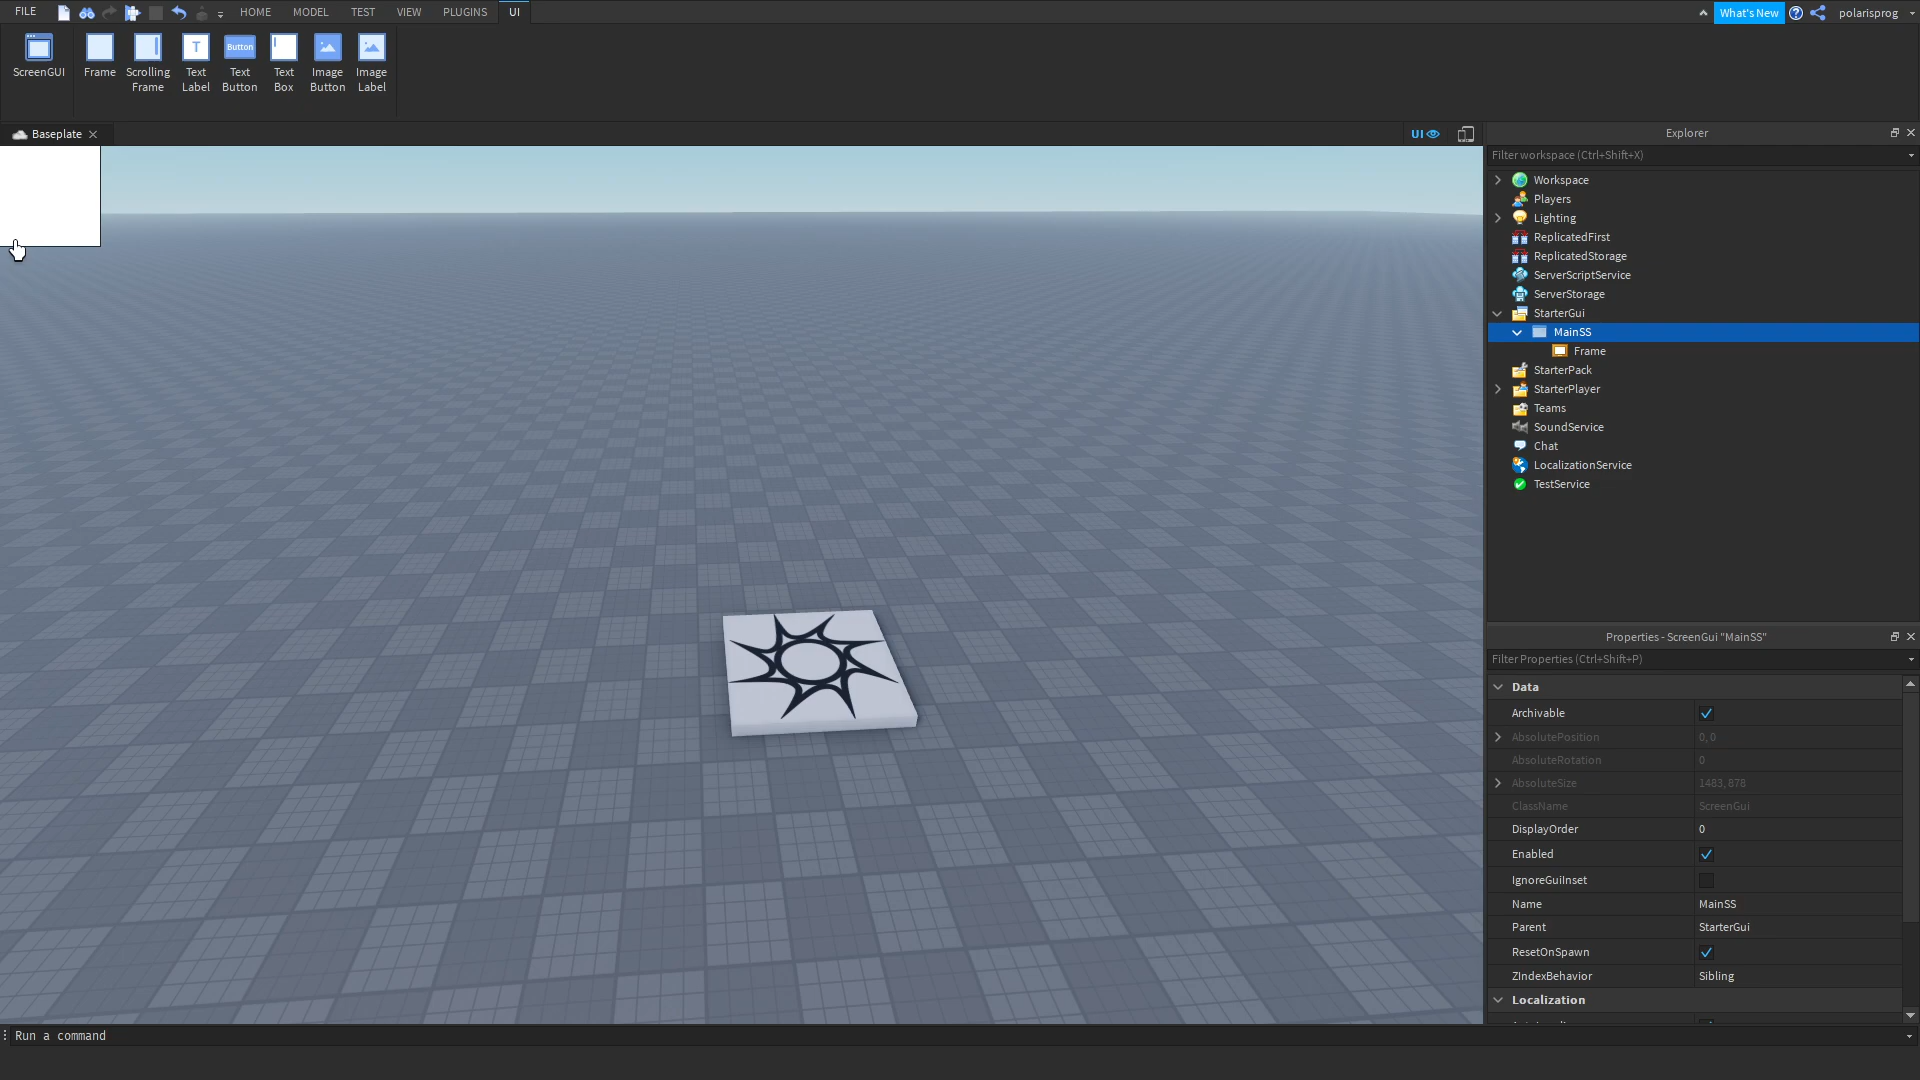 FILE
HOME
MODEL
TEST
VIEW
PLUGINS
UI
What's New
polarisprog
ScreenGUI
Frame
Scrolling
Frame
Text
Label
Button
Text
Button
Text
Box
Image
Button
Image
Label
Baseplate
UI
Explorer
Filter workspace (Ctrl+Shift+X)
Workspace
Players
Lighting
ReplicatedFirst
ReplicatedStorage
ServerScriptService
ServerStorage
StarterGui
MainSS
Frame
StarterPack
StarterPlayer
Teams
SoundService
Chat
LocalizationService
TestService
Properties - ScreenGui "MainSS"
Filter Properties (Ctrl+Shift+P)
Data
Archivable
AbsolutePosition 0, 0
AbsoluteRotation 0
AbsoluteSize 1483, 878
ClassName ScreenGui
DisplayOrder 0
Enabled
IgnoreGuiInset
Name MainSS
Parent StarterGui
ResetOnSpawn
ZIndexBehavior Sibling
Localization
Run a command